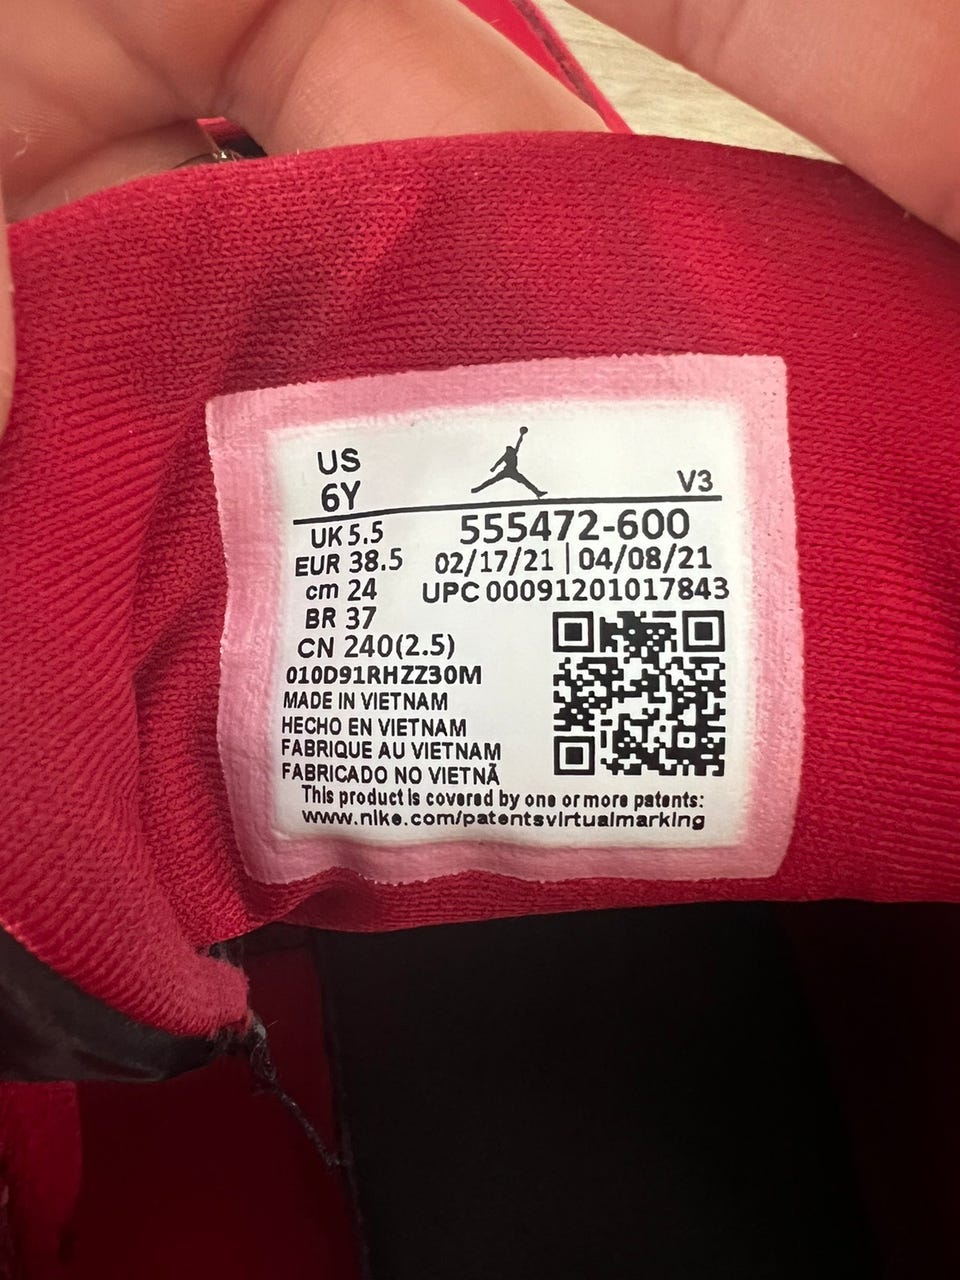 US
6Y
V3
UK 5.5
555472-600
EUR 38.5
02/17/21 | 04/08/21
cm 24
UPC 00091201017843
BR 37
CN 240(2.5)
010D91RHZZ30M
MADE IN VIETNAM
HECHO EN VIETNAM
FABRIQUE AU VIETNAM
FABRICADO NO VIETNÃ
This product is covered by one or more patents:
www.nike.com/patentsvirtualmarking